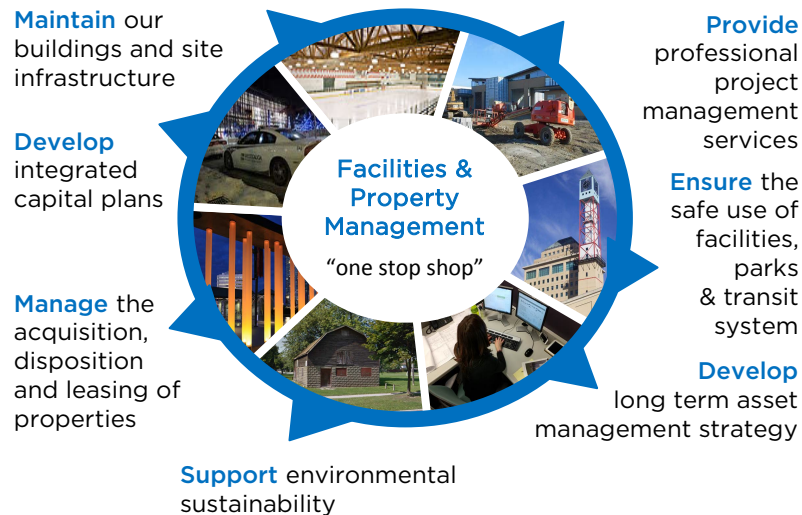 Maintain our
buildings and site
infrastructure
Develop
integrated
capital plans
Manage the
acquisition,
disposition
and leasing of
properties
Support environmental
sustainability
Facilities &
Property
Management
“one stop shop”
Provide
professional
project
management
services
Ensure the
safe use of
facilities,
parks
& transit
system
Develop
long term asset
management strategy